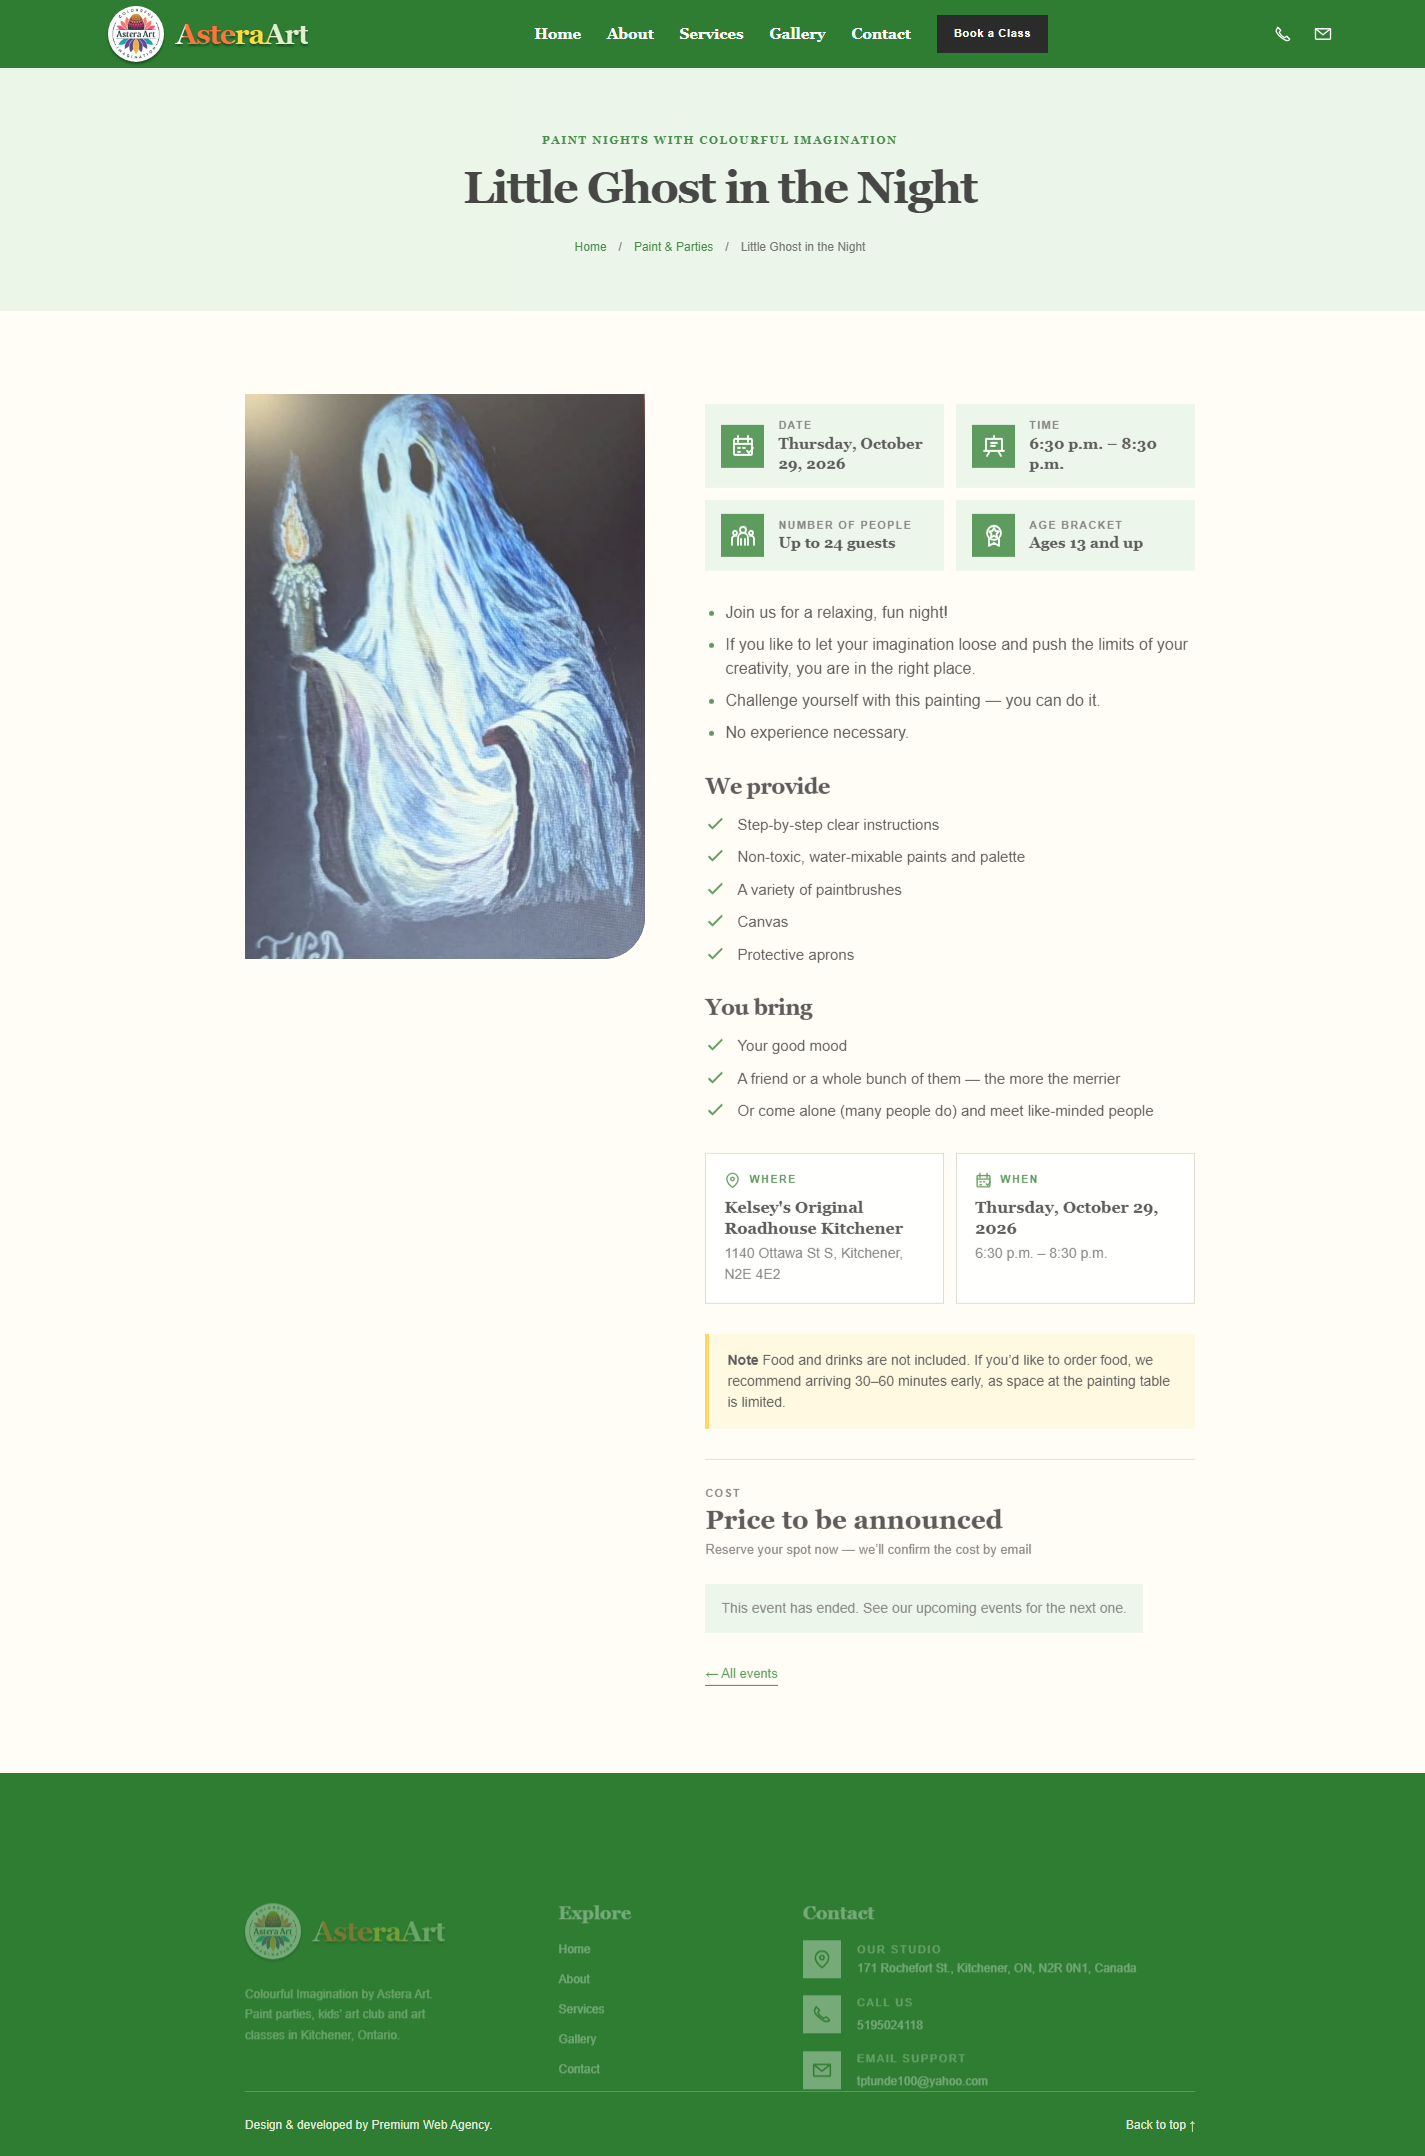 AsteraArt
Home
About
Services
Gallery
Contact
Book a Class
PAINT NIGHTS WITH COLOURFUL IMAGINATION
Little Ghost in the Night
Home / Paint & Parties / Little Ghost in the Night
DATE
Thursday, October
29, 2026
TIME
6:30 p.m. – 8:30
p.m.
NUMBER OF PEOPLE
Up to 24 guests
AGE BRACKET
Ages 13 and up
Join us for a relaxing, fun night!
If you like to let your imagination loose and push the limits of your
creativity, you are in the right place.
Challenge yourself with this painting — you can do it.
No experience necessary.
We provide
Step-by-step clear instructions
Non-toxic, water-mixable paints and palette
A variety of paintbrushes
Canvas
Protective aprons
You bring
Your good mood
A friend or a whole bunch of them — the more the merrier
Or come alone (many people do) and meet like-minded people
WHERE
Kelsey's Original
Roadhouse Kitchener
1140 Ottawa St S, Kitchener,
N2E 4E2
WHEN
Thursday, October 29,
2026
6:30 p.m. – 8:30 p.m.
Note Food and drinks are not included. If you’d like to order food, we
recommend arriving 30–60 minutes early, as space at the painting table
is limited.
COST
Price to be announced
Reserve your spot now — we’ll confirm the cost by email
This event has ended. See our upcoming events for the next one.
← All events
Astera Art
AsteraArt
Colourful Imagination by Astera Art.
Paint parties, kids’ art club and art
classes in Kitchener, Ontario.
Explore
Home
About
Services
Gallery
Contact
Contact
OUR STUDIO
171 Rochefort St., Kitchener, ON, N2R 0N1, Canada
CALL US
5195024118
EMAIL SUPPORT
tptunde100@yahoo.com
Design & developed by Premium Web Agency.
Back to top ↑